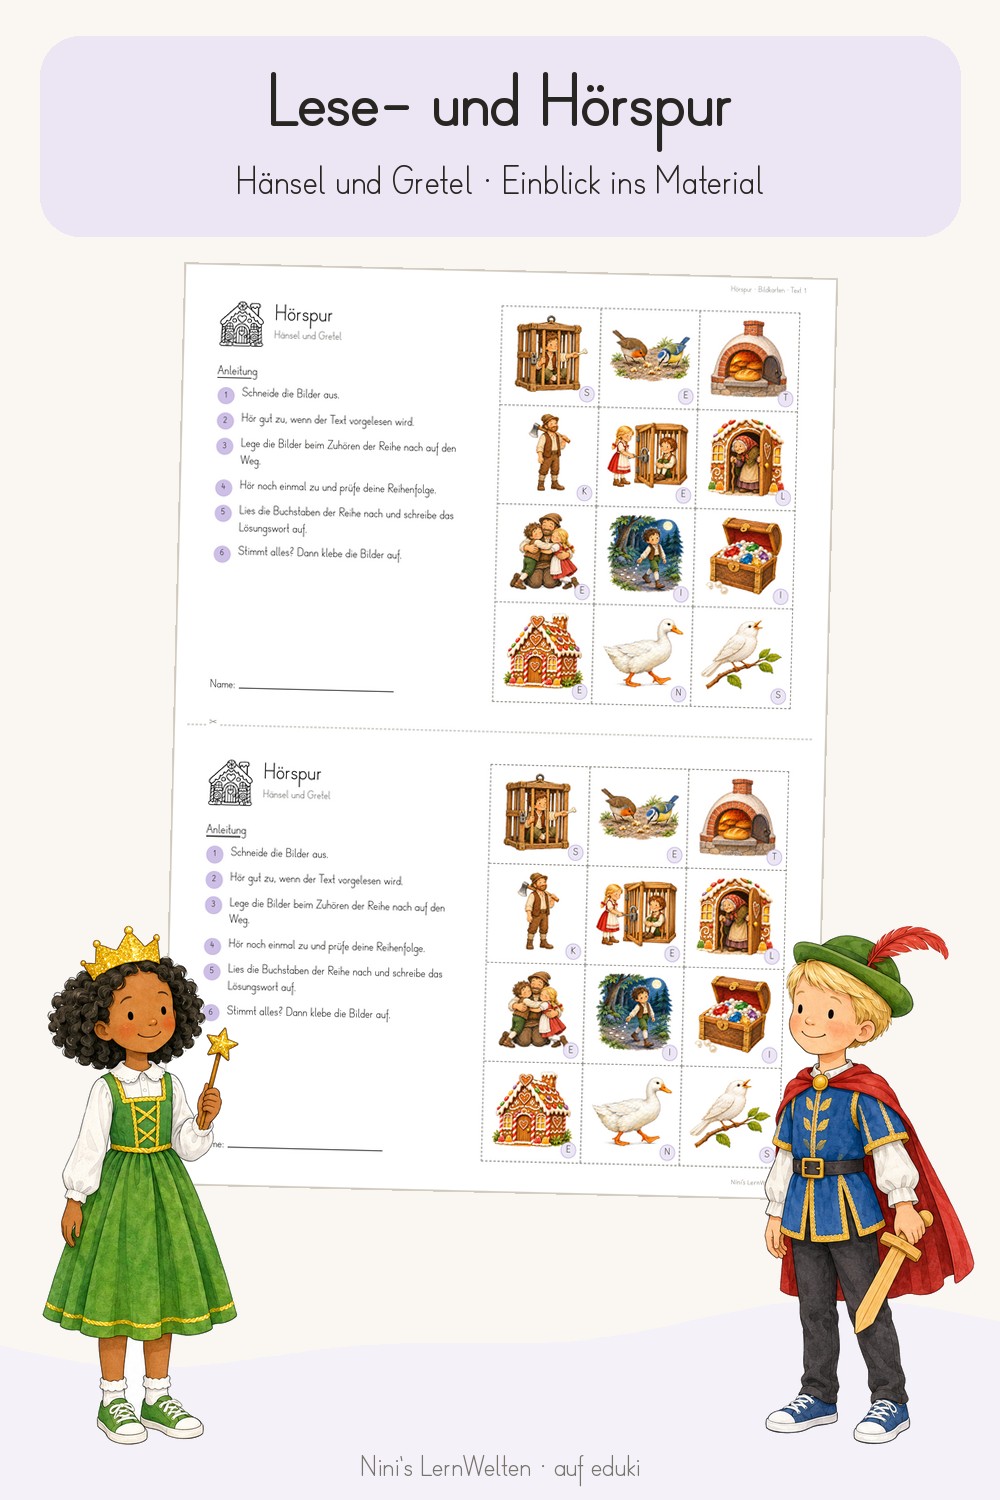 Lese- und Hörspur
Hänsel und Gretel · Einblick ins Material
Hörspur · Bildkarten · Text 1
Hörspur
Hänsel und Gretel
Anleitung
1 Schneide die Bilder aus.
2 Hör gut zu, wenn der Text vorgelesen wird.
3 Lege die Bilder beim Zuhören der Reihe nach auf den
Weg.
4 Hör noch einmal zu und prüfe deine Reihenfolge.
5 Lies die Buchstaben der Reihe nach und schreibe das
Lösungswort auf.
6 Stimmt alles? Dann klebe die Bilder auf.
Name:
S E T
K E L
E I I
E N S
Hörspur
Hänsel und Gretel
Anleitung
1 Schneide die Bilder aus.
2 Hör gut zu, wenn der Text vorgelesen wird.
3 Lege die Bilder beim Zuhören der Reihe nach auf den
Weg.
4 Hör noch einmal zu und prüfe deine Reihenfolge.
5 Lies die Buchstaben der Reihe nach und schreibe das
Lösungswort auf.
6 Stimmt alles? Dann klebe die Bilder auf.
me:
S E T
K E L
E I I
E N S
Nini's LernW
Nini's LernWelten · auf eduki